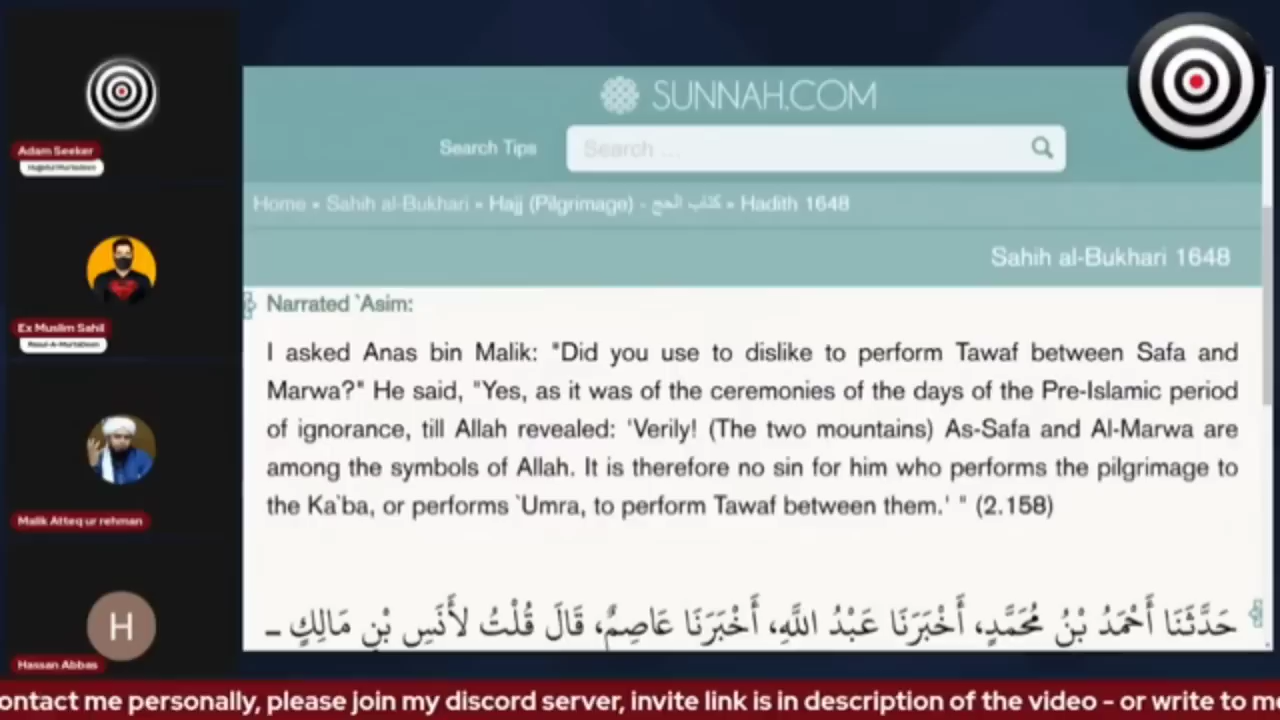 Adam Seeker
Ex Muslim Sahil
Malik Atteq ur rehman
H
Hassan Abbas
SUNNAH.COM
Search Tips
Search ...
Home » Sahih al-Bukhari » Hajj (Pilgrimage) - كتاب الحج » Hadith 1648
Sahih al-Bukhari 1648
Narrated `Asim:
I asked Anas bin Malik: "Did you use to dislike to perform Tawaf between Safa and
Marwa?" He said, "Yes, as it was of the ceremonies of the days of the Pre-Islamic period
of ignorance, till Allah revealed: 'Verily! (The two mountains) As-Safa and Al-Marwa are
among the symbols of Allah. It is therefore no sin for him who performs the pilgrimage to
the Ka`ba, or performs `Umra, to perform Tawaf between them.' " (2.158)
حَدَّثَنَا أَحْمَدُ بْنُ مُحَمَّدٍ، أَخْبَرَنَا عَبْدُ اللَّهِ، أَخْبَرَنَا عَاصِمٌ، قَالَ قُلْتُ لأَنَسِ بْنِ مَالِكٍ ـ
ontact me personally, please join my discord server, invite link is in description of the video - or write to m